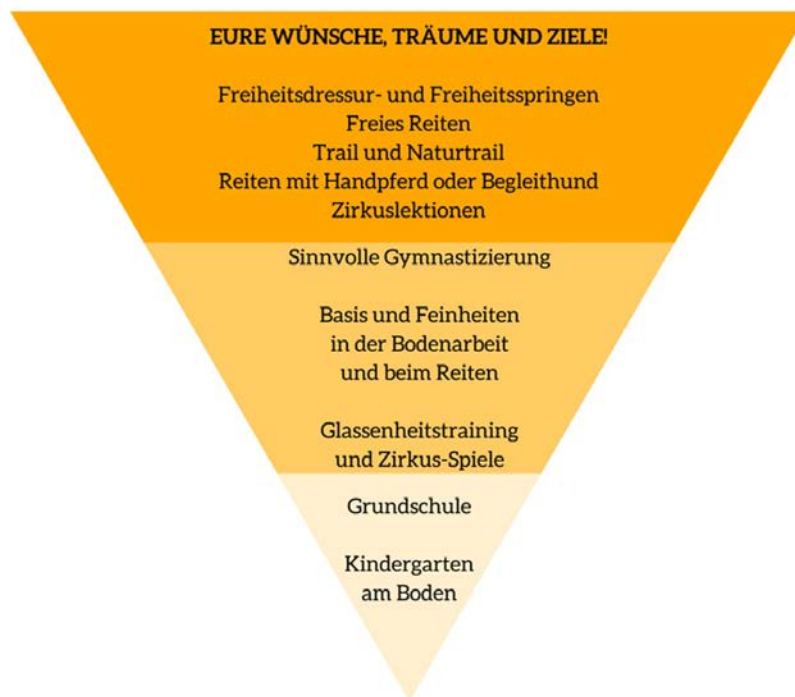 EURE WÜNSCHE, TRÄUME UND ZIELE!
Freiheitsdressur- und Freiheitsspringen
Freies Reiten
Trail und Naturtrail
Reiten mit Handpferd oder Begleithund
Zirkuslektionen
Sinnvolle Gymnastizierung
Basis und Feinheiten
in der Bodenarbeit
und beim Reiten
Glassenheitstraining
und Zirkus-Spiele
Grundschule
Kindergarten
am Boden